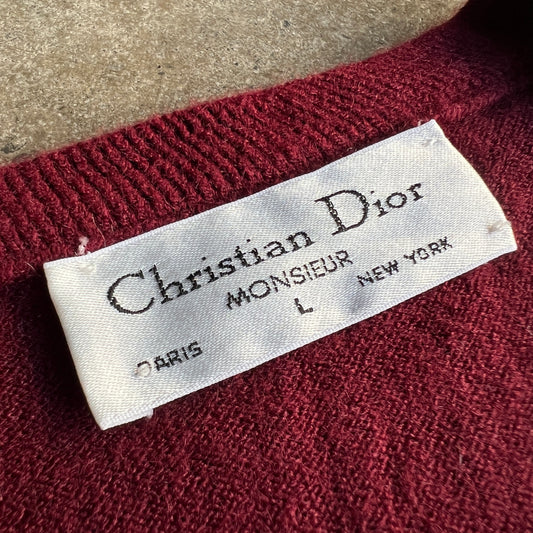 Christian Dior
MONSIEUR
PARIS L NEW YORK